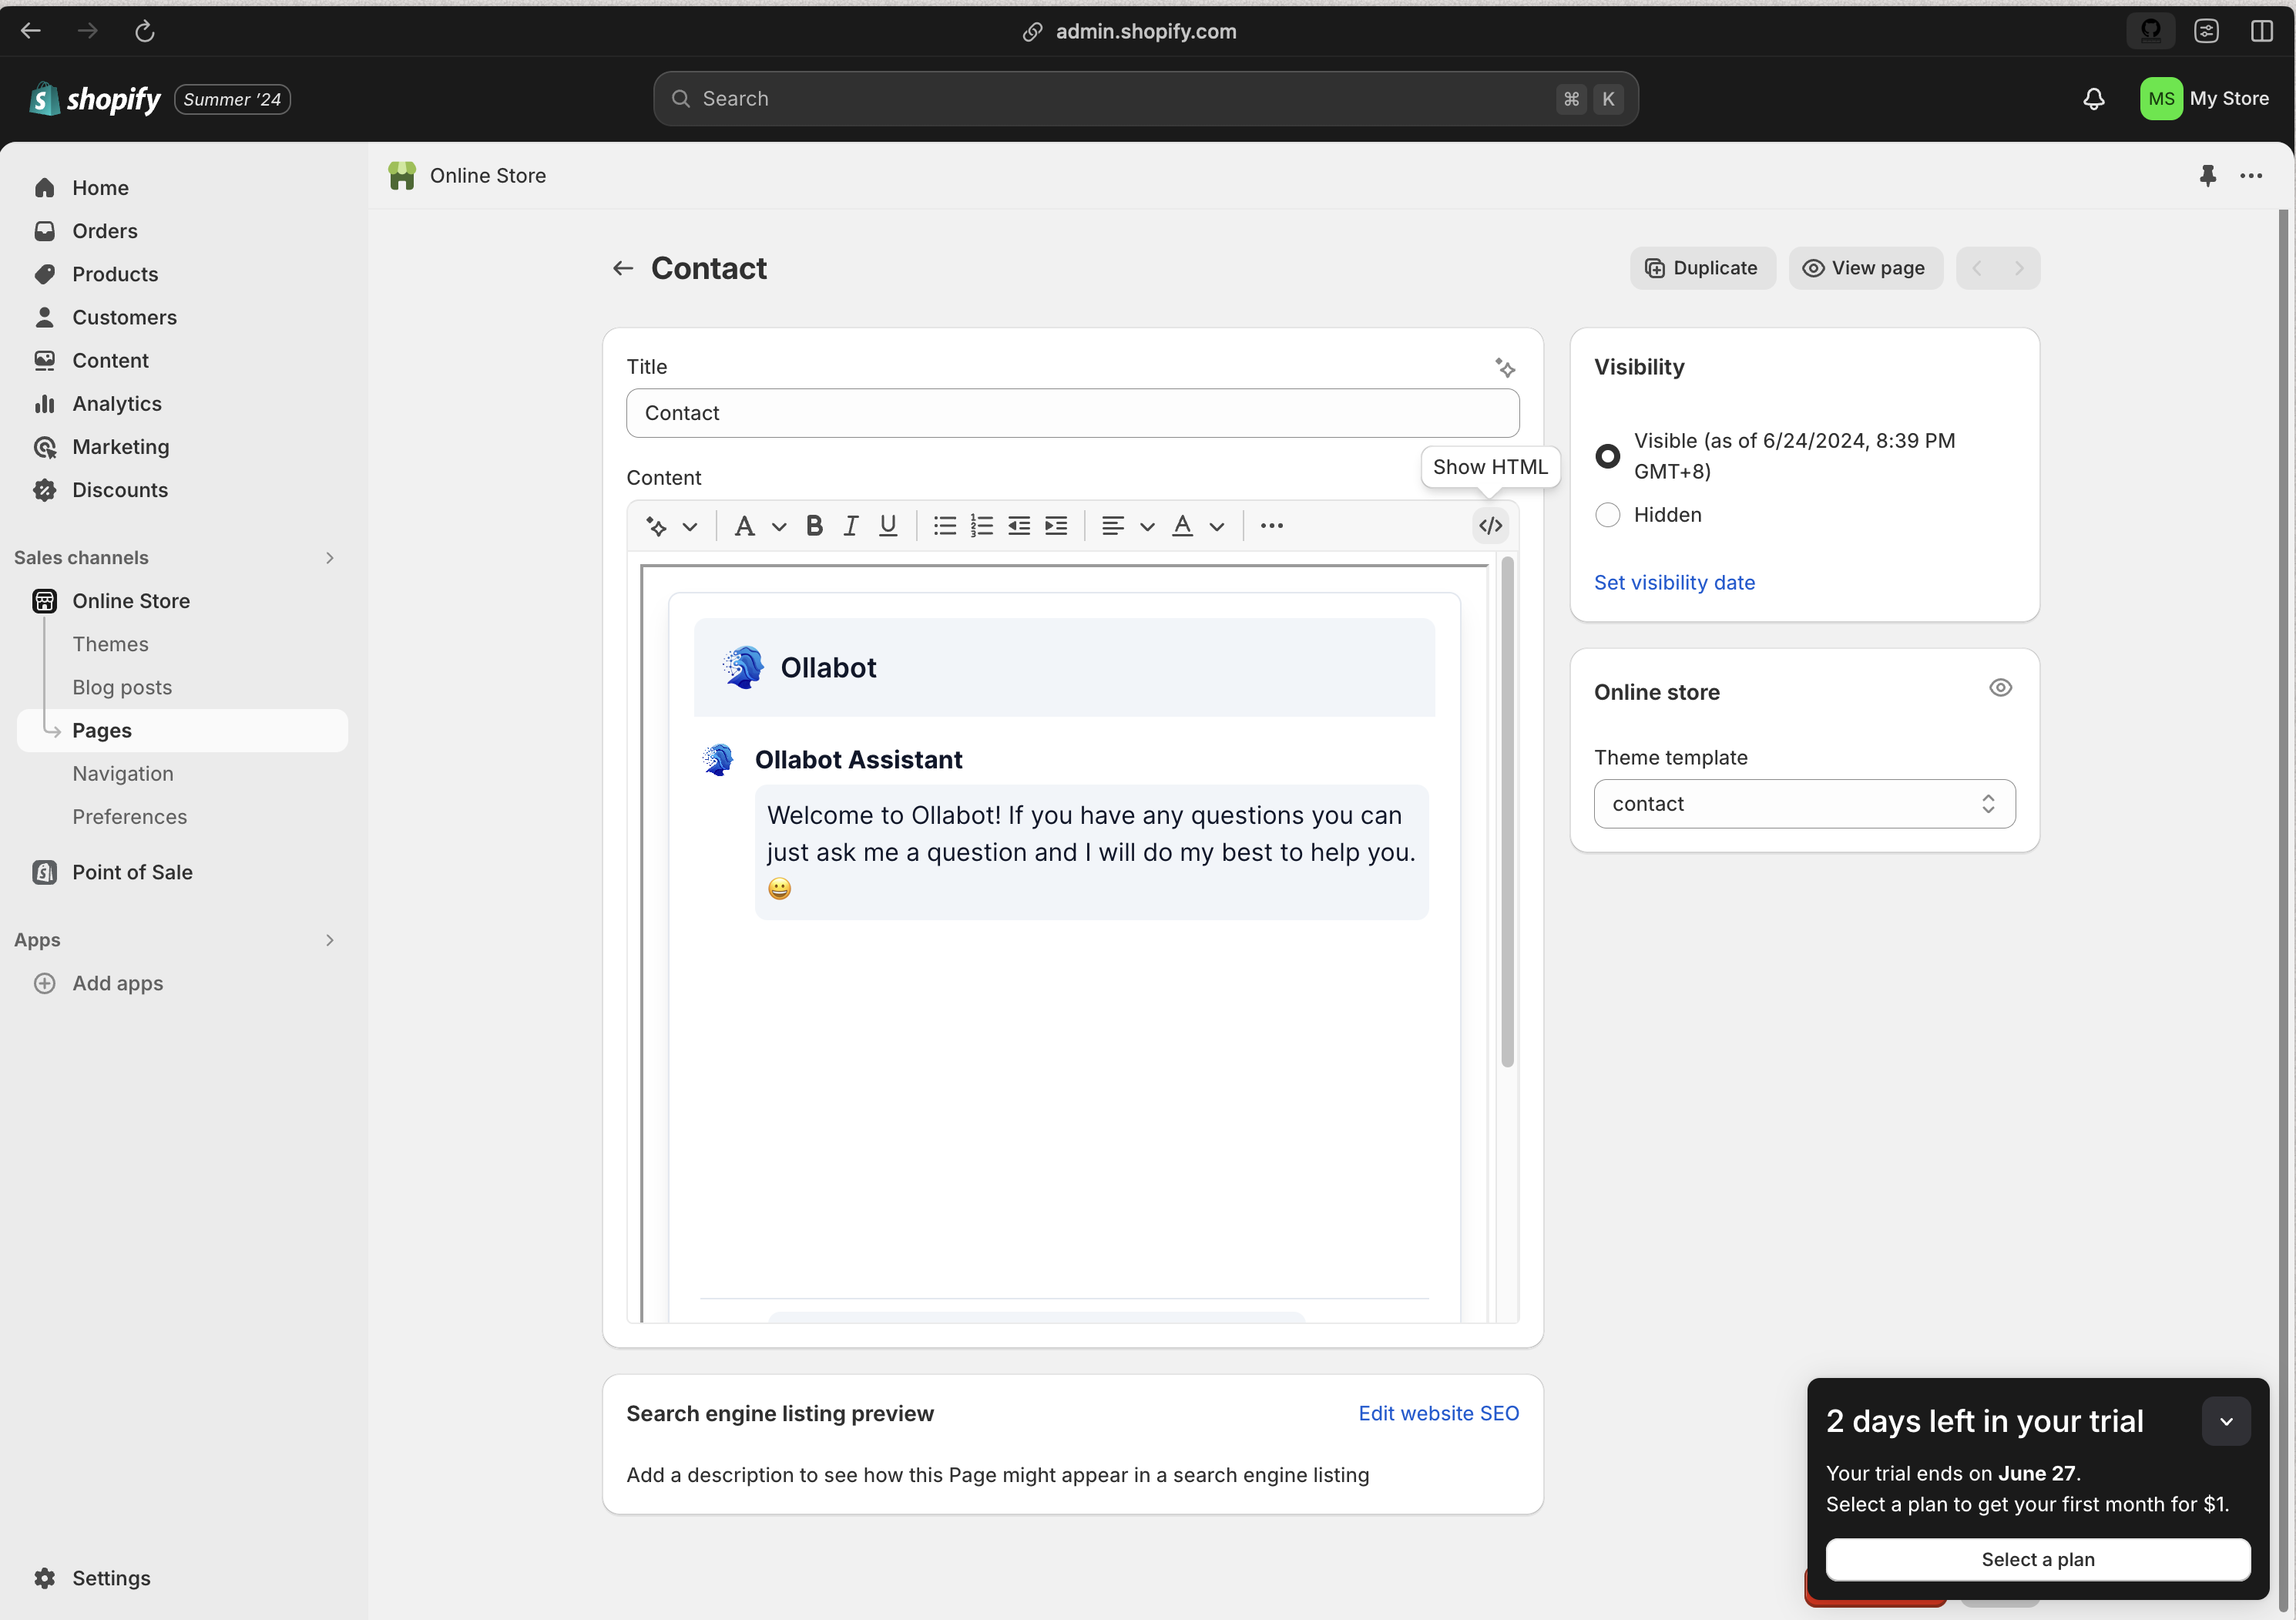 admin.shopify.com
shopify
Summer '24
Search
⌘ K
MS
My Store
Home
Orders
Products
Customers
Content
Analytics
Marketing
Discounts
Sales channels
Online Store
Themes
Blog posts
Pages
Navigation
Preferences
Point of Sale
Apps
Add apps
Settings
Online Store
Contact
Duplicate
View page
Title
Contact
Show HTML
Content
Ollabot
Ollabot Assistant
Welcome to Ollabot! If you have any questions you can
just ask me a question and I will do my best to help you.
😀
Search engine listing preview
Edit website SEO
Add a description to see how this Page might appear in a search engine listing
Visibility
Visible (as of 6/24/2024, 8:39 PM
GMT+8)
Hidden
Set visibility date
Online store
Theme template
contact
2 days left in your trial
Your trial ends on June 27.
Select a plan to get your first month for $1.
Select a plan